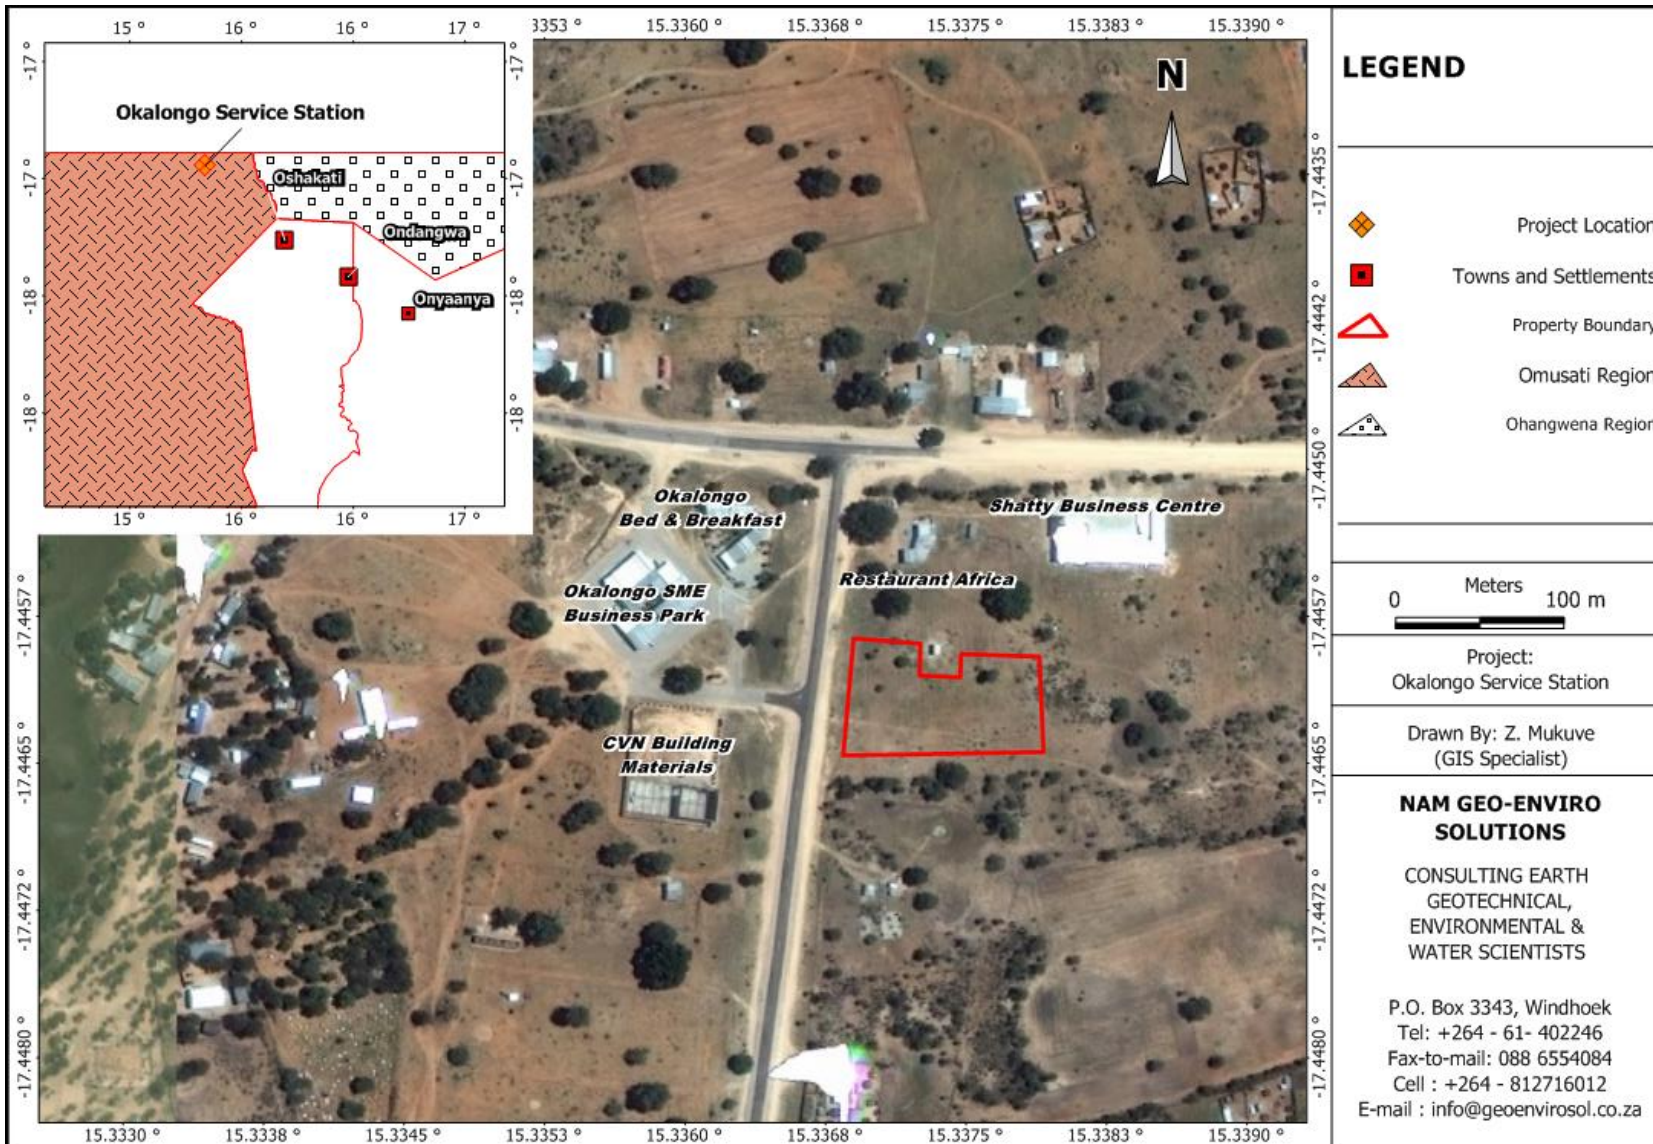 15 °
16 °
16 °
17 °
15.3353 °
15.3360 °
15.3368 °
15.3375 °
15.3383 °
15.3390 °
-17 °
-17 °
-18 °
-18 °
Okalongo Service Station
Oshakati
Ondangwa
Onyaanya
-17 °
-17 °
-18 °
-18 °
15 °
16 °
16 °
17 °
N
Okalongo
Bed & Breakfast
Shatty Business Centre
Restaurant Africa
Okalongo SME
Business Park
CVN Building
Materials
-17.4457 °
-17.4465 °
-17.4472 °
-17.4480 °
-17.4435 °
-17.4442 °
-17.4450 °
-17.4457 °
-17.4465 °
-17.4472 °
-17.4480 °
15.3330 °
15.3338 °
15.3345 °
15.3353 °
15.3360 °
15.3368 °
15.3375 °
15.3383 °
15.3390 °
LEGEND
Project Location
Towns and Settlements
Property Boundary
Omusati Region
Ohangwena Region
Meters
0 100 m
Project:
Okalongo Service Station
Drawn By: Z. Mukuve
(GIS Specialist)
NAM GEO-ENVIRO
SOLUTIONS
CONSULTING EARTH
GEOTECHNICAL,
ENVIRONMENTAL &
WATER SCIENTISTS
P.O. Box 3343, Windhoek
Tel: +264 - 61- 402246
Fax-to-mail: 088 6554084
Cell : +264 - 812716012
E-mail : info@geoenvirosol.co.za